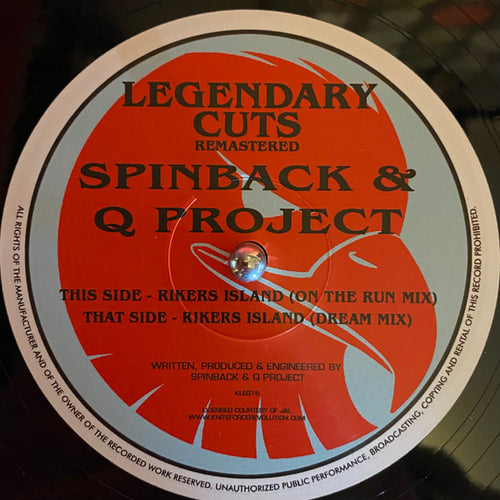 LEGENDARY
CUTS
REMASTERED
SPINBACK &
Q PROJECT
THIS SIDE - RIKERS ISLAND (ON THE RUN MIX)
THAT SIDE - RIKERS ISLAND (DREAM MIX)
WRITTEN, PRODUCED & ENGINEERED BY
SPINBACK & Q PROJECT
KLEG15
LICENSED COURTESY OF JAL
WWW.KNITEFORCEREVOLUTION.COM
ALL RIGHTS OF THE MANUFACTURER AND OF THE OWNER OF THE RECORDED WORK RESERVED. UNAUTHORIZED PUBLIC PERFORMANCE, BROADCASTING, COPYING AND RENTAL OF THIS RECORD PROHIBITED.